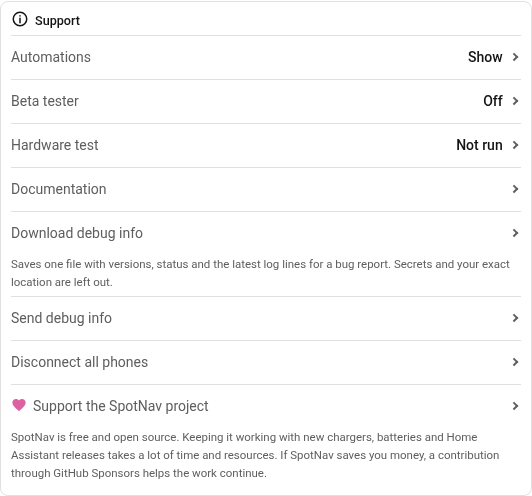 Support
Automations Show
Beta tester Off
Hardware test Not run
Documentation
Download debug info
Saves one file with versions, status and the latest log lines for a bug report. Secrets and your exact
location are left out.
Send debug info
Disconnect all phones
Support the SpotNav project
SpotNav is free and open source. Keeping it working with new chargers, batteries and Home
Assistant releases takes a lot of time and resources. If SpotNav saves you money, a contribution
through GitHub Sponsors helps the work continue.